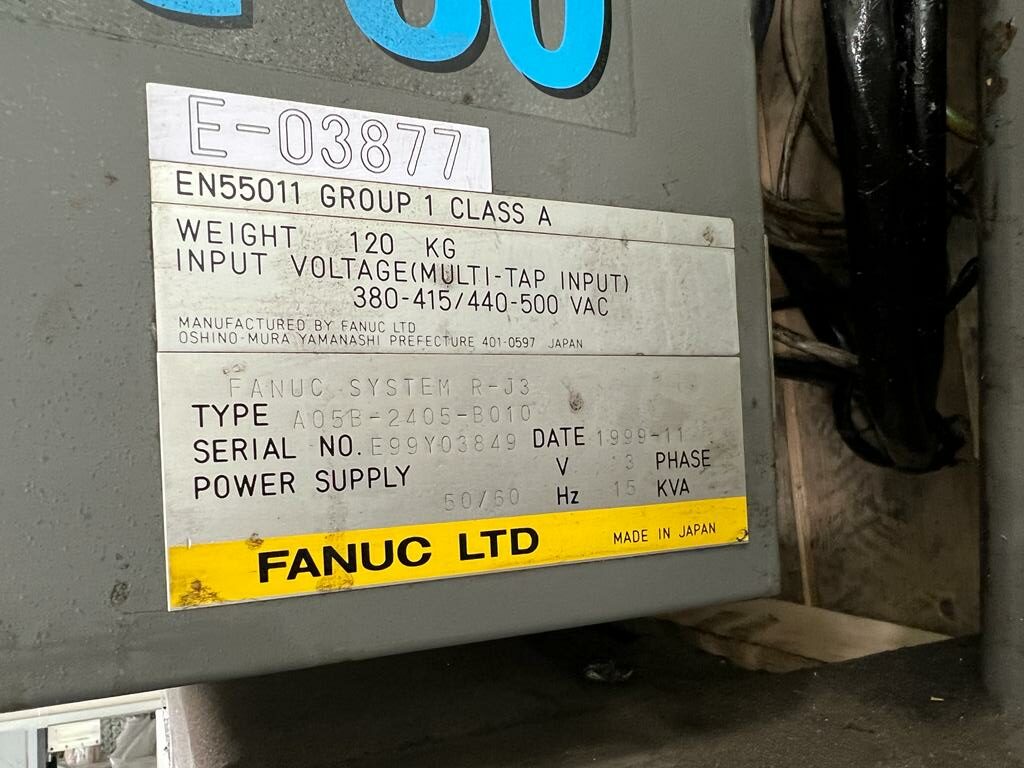 E-03877
EN55011 GROUP 1 CLASS A
WEIGHT 120 KG
INPUT VOLTAGE(MULTI-TAP INPUT)
380-415/440-500 VAC
MANUFACTURED BY FANUC LTD
OSHINO-MURA YAMANASHI PREFECTURE 401-0597 JAPAN
FANUC SYSTEM R-J3
TYPE A05B-2405-B010
SERIAL NO. E99Y03849 DATE 1999-11
POWER SUPPLY V 3 PHASE
50/60 Hz 15 KVA
FANUC LTD MADE IN JAPAN